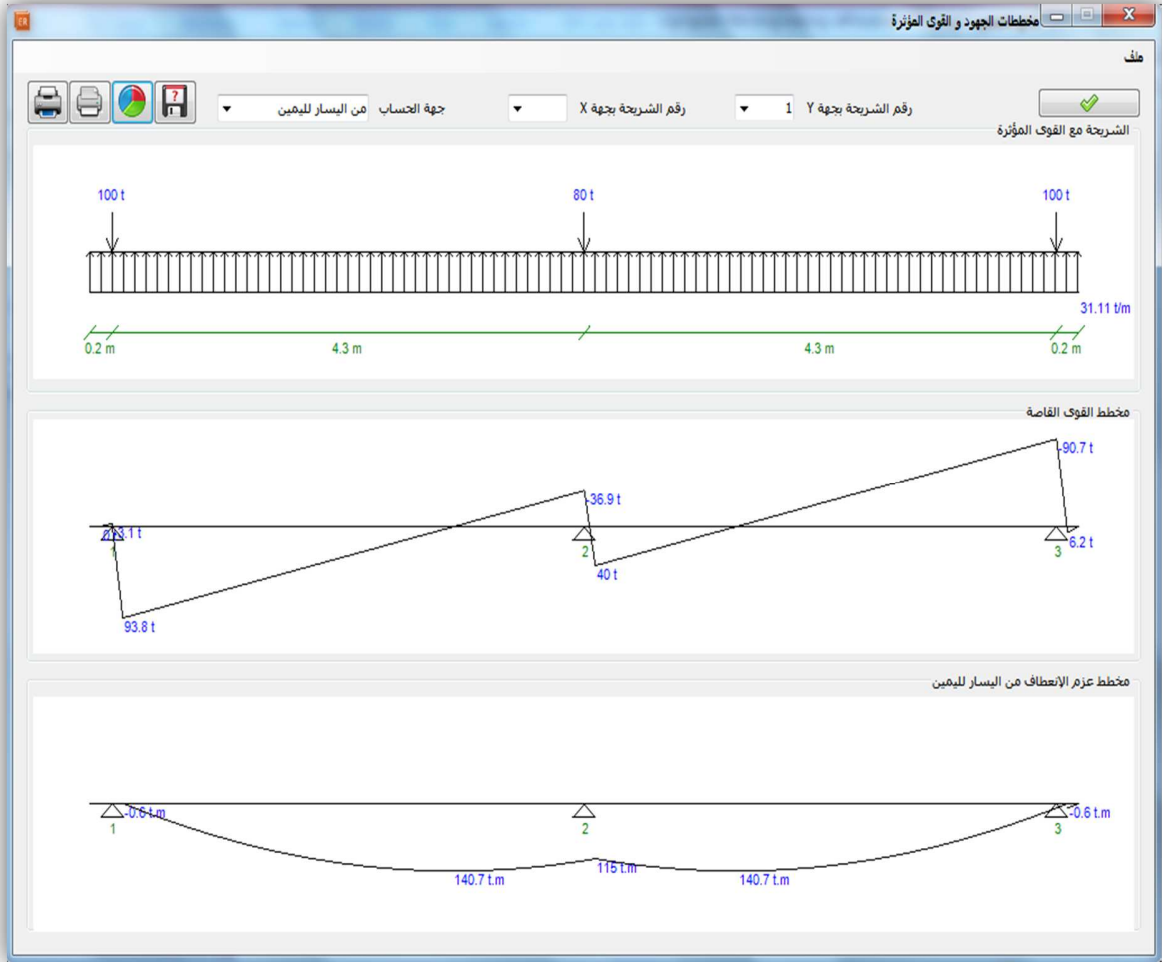 مخططات الجهود و القوى المؤثرة
ملف
رقم الشريحة بجهة Y 1 رقم الشريحة بجهة X جهة الحساب من اليسار لليمين
الشريحة مع القوى المؤثرة
100 t 80 t 100 t
31.11 t/m
0.2 m 4.3 m 4.3 m 0.2 m
مخطط القوى القاصة
-90.7 t
-36.9 t
3.1 t 6.2 t
1 2 3
40 t
93.8 t
مخطط عزم الإنعطاف من اليسار لليمين
-0.6 t.m -0.6 t.m
1 2 3
115 t.m
140.7 t.m 140.7 t.m